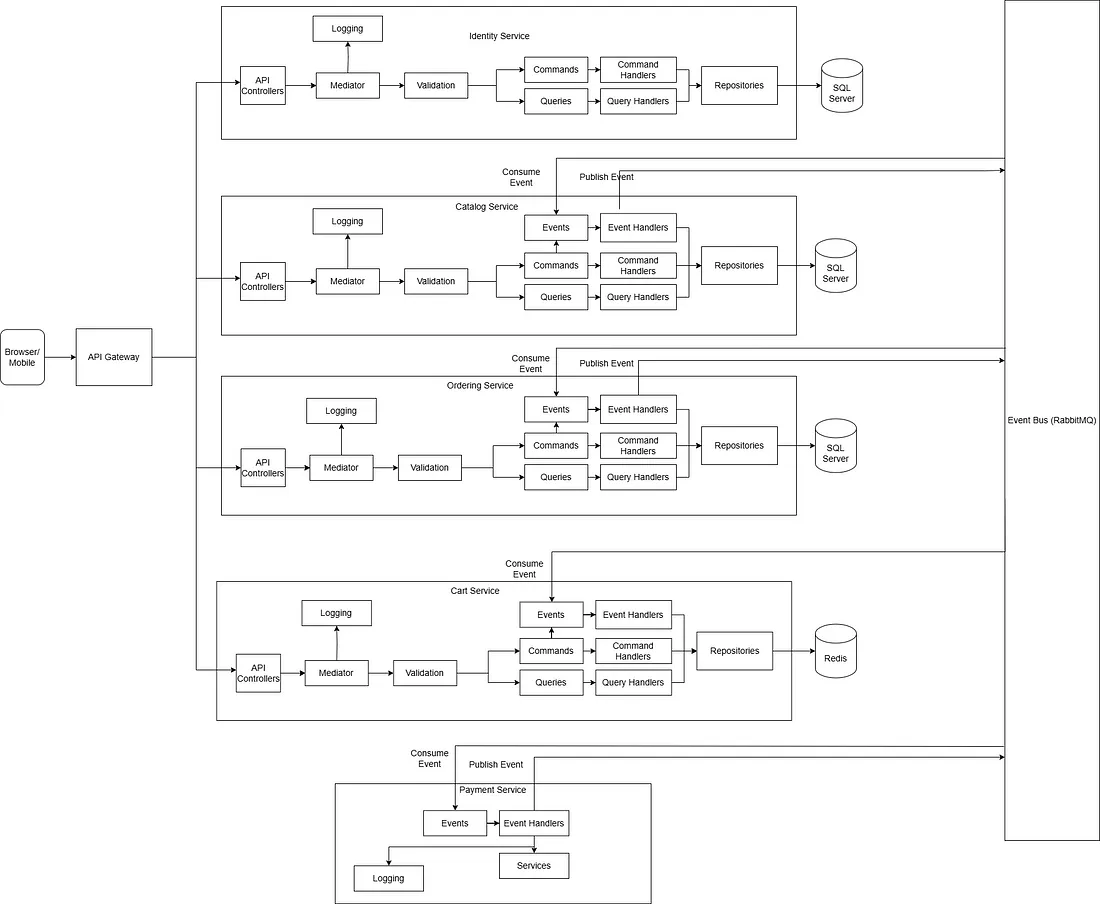 Identity Service
Logging
API
Controllers
Mediator
Validation
Commands
Command
Handlers
Queries
Query Handlers
Repositories
SQL
Server
Consume
Event
Publish Event
Catalog Service
Logging
Events
Event Handlers
API
Controllers
Mediator
Validation
Commands
Command
Handlers
Queries
Query Handlers
Repositories
SQL
Server
Browser/
Mobile
API Gateway
Consume
Event
Publish Event
Ordering Service
Logging
Events
Event Handlers
API
Controllers
Mediator
Validation
Commands
Command
Handlers
Queries
Query Handlers
Repositories
SQL
Server
Event Bus (RabbitMQ)
Consume
Event
Cart Service
Logging
Events
Event Handlers
API
Controllers
Mediator
Validation
Commands
Command
Handlers
Queries
Query Handlers
Repositories
Redis
Consume
Event
Publish Event
Payment Service
Events
Event Handlers
Services
Logging